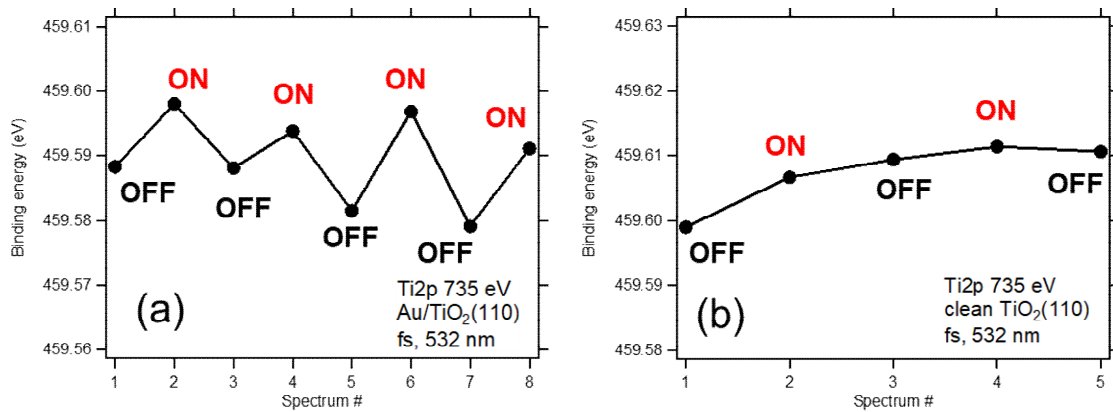 459.61
459.60
459.59
459.58
459.57
459.56
Binding energy (eV)
ON
ON
ON
ON
OFF
OFF
OFF
OFF
(a)
Ti2p 735 eV
Au/TiO₂(110)
fs, 532 nm
1 2 3 4 5 6 7 8
Spectrum #
459.63
459.62
459.61
459.60
459.59
459.58
Binding energy (eV)
ON
ON
OFF
OFF
OFF
(b)
Ti2p 735 eV
clean TiO₂(110)
fs, 532 nm
1 2 3 4 5
Spectrum #